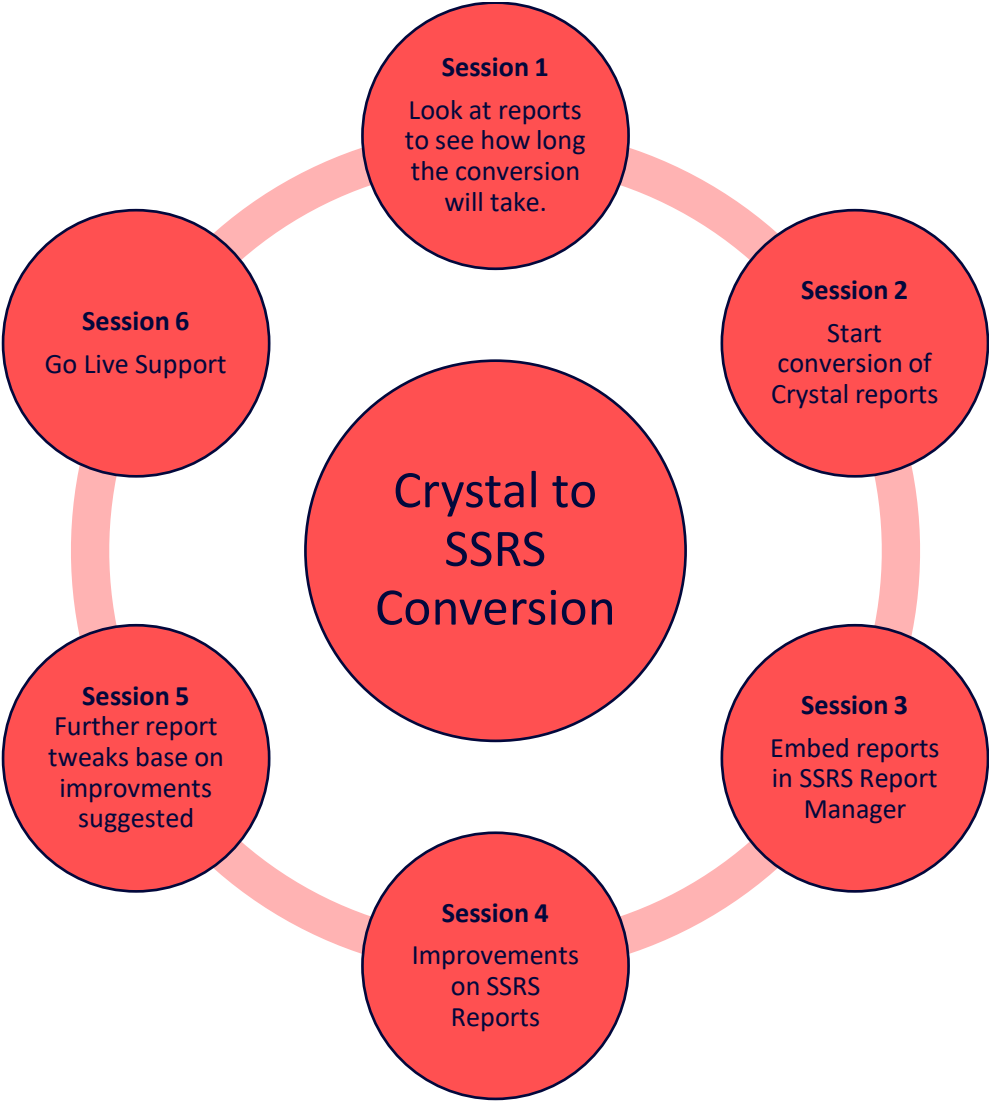 Session 1
Look at reports
to see how long
the conversion
will take.
Session 2
Start
conversion of
Crystal reports
Session 3
Embed reports
in SSRS Report
Manager
Session 4
Improvements
on SSRS
Reports
Session 5
Further report
tweaks base on
improvments
suggested
Session 6
Go Live Support
Crystal to
SSRS
Conversion